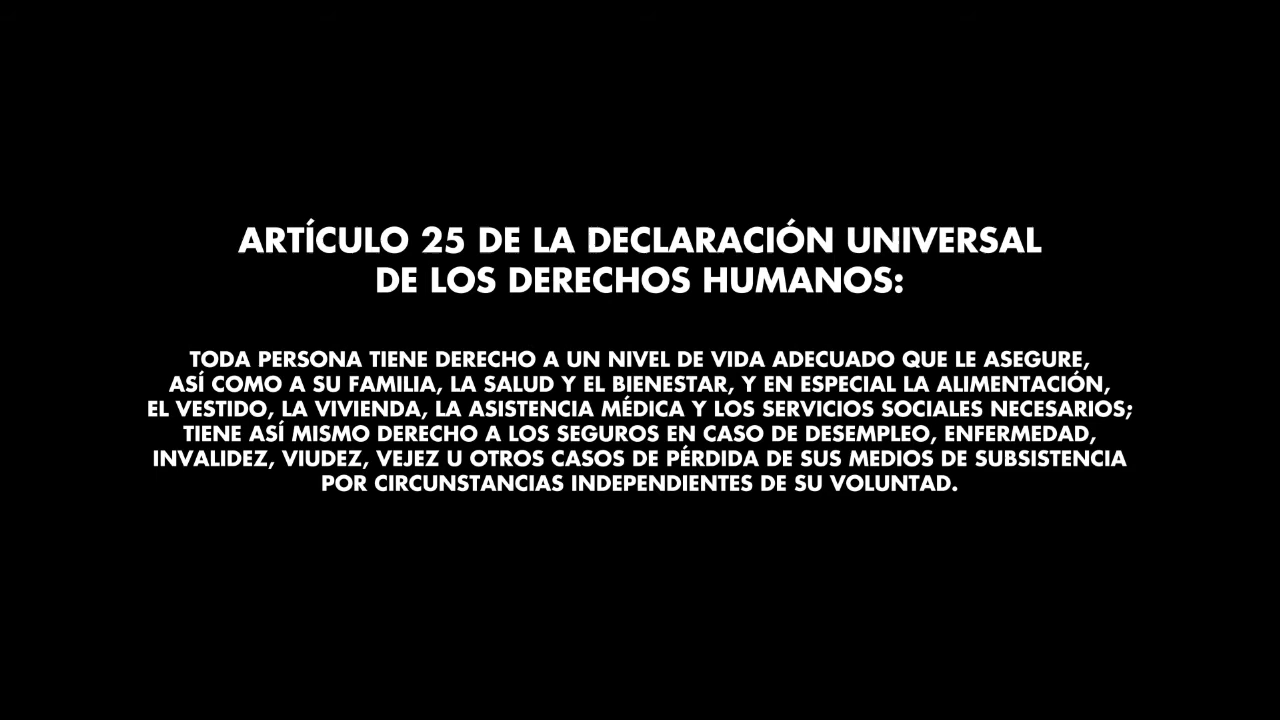 ARTÍCULO 25 DE LA DECLARACIÓN UNIVERSAL
DE LOS DERECHOS HUMANOS:
TODA PERSONA TIENE DERECHO A UN NIVEL DE VIDA ADECUADO QUE LE ASEGURE,
ASÍ COMO A SU FAMILIA, LA SALUD Y EL BIENESTAR, Y EN ESPECIAL LA ALIMENTACIÓN,
EL VESTIDO, LA VIVIENDA, LA ASISTENCIA MÉDICA Y LOS SERVICIOS SOCIALES NECESARIOS;
TIENE ASÍ MISMO DERECHO A LOS SEGUROS EN CASO DE DESEMPLEO, ENFERMEDAD,
INVALIDEZ, VIUDEZ, VEJEZ U OTROS CASOS DE PÉRDIDA DE SUS MEDIOS DE SUBSISTENCIA
POR CIRCUNSTANCIAS INDEPENDIENTES DE SU VOLUNTAD.